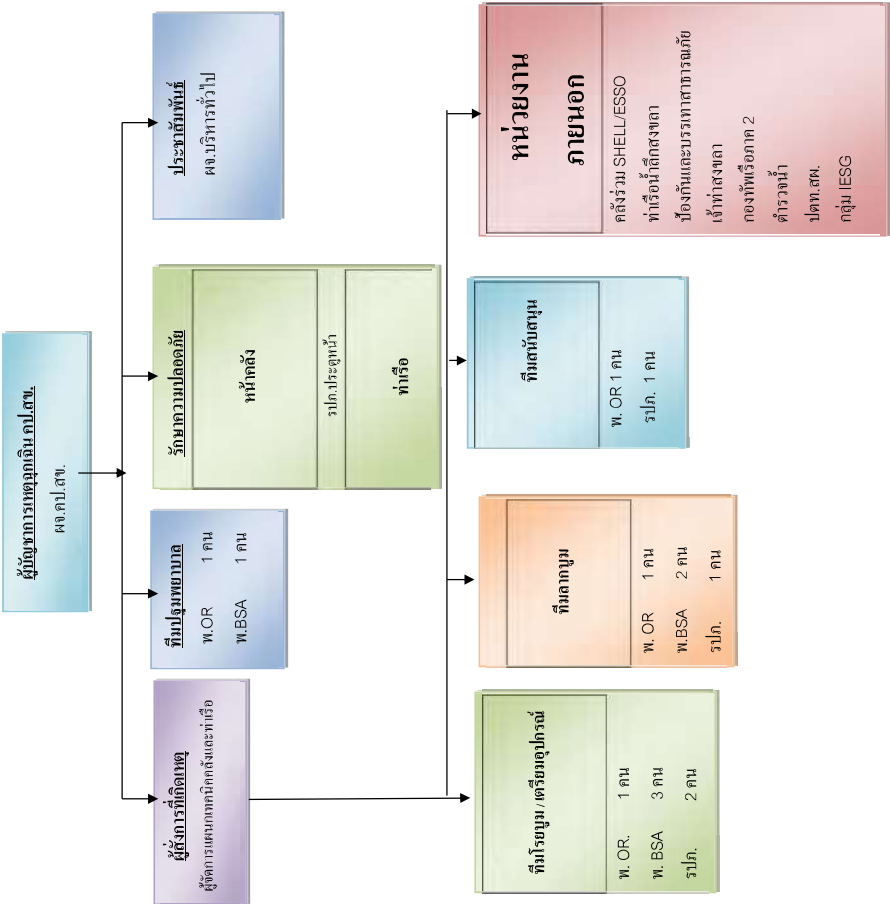 ผู้บัญชาการเหตุฉุกเฉิน คป.สข.
ผจ.คป.สข.
ผู้สั่งการที่เกิดเหตุ
ผู้จัดการแผนกเทคนิคคลังและท่าเรือ
ทีมปฐมพยาบาล
พ.OR 1 คน
พ.BSA 1 คน
รักษาความปลอดภัย
หน้าคลัง
รปภ.ประตูหน้า
ท่าเรือ
ประชาสัมพันธ์
ผจ.บริหารทั่วไป
ทีมโรยบูม / เตรียมอุปกรณ์
พ. OR. 1 คน
พ. BSA 3 คน
รปภ. 2 คน
ทีมลากบูม
พ. OR 1 คน
พ.BSA 2 คน
รปภ. 1 คน
ทีมสนับสนุน
พ. OR 1 คน
รปภ. 1 คน
หน่วยงาน
ภายนอก
คลังร่วม SHELL/ESSO
ท่าเรือน้ำลึกสงขลา
ป้องกันและบรรเทาสาธารณภัย
เจ้าท่าสงขลา
กองทัพเรือภาค 2
ตำรวจน้ำ
ปตท.สผ.
กลุ่ม IESG